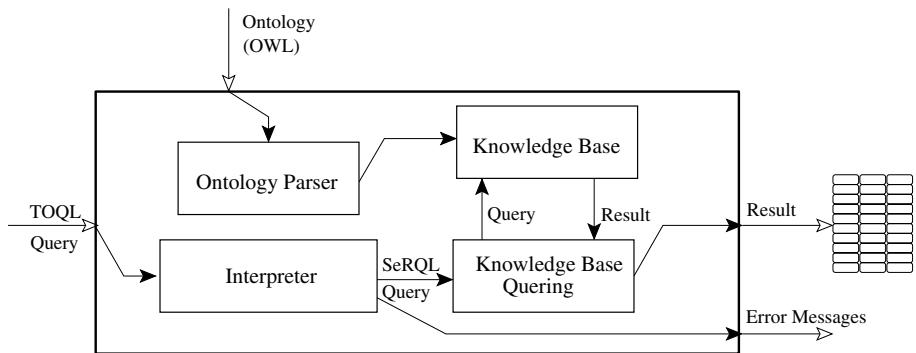 Ontology
(OWL)
Knowledge Base
Ontology Parser
TOQL
Query
Query
Result
Result
Interpreter
SeRQL
Query
Knowledge Base
Quering
Error Messages